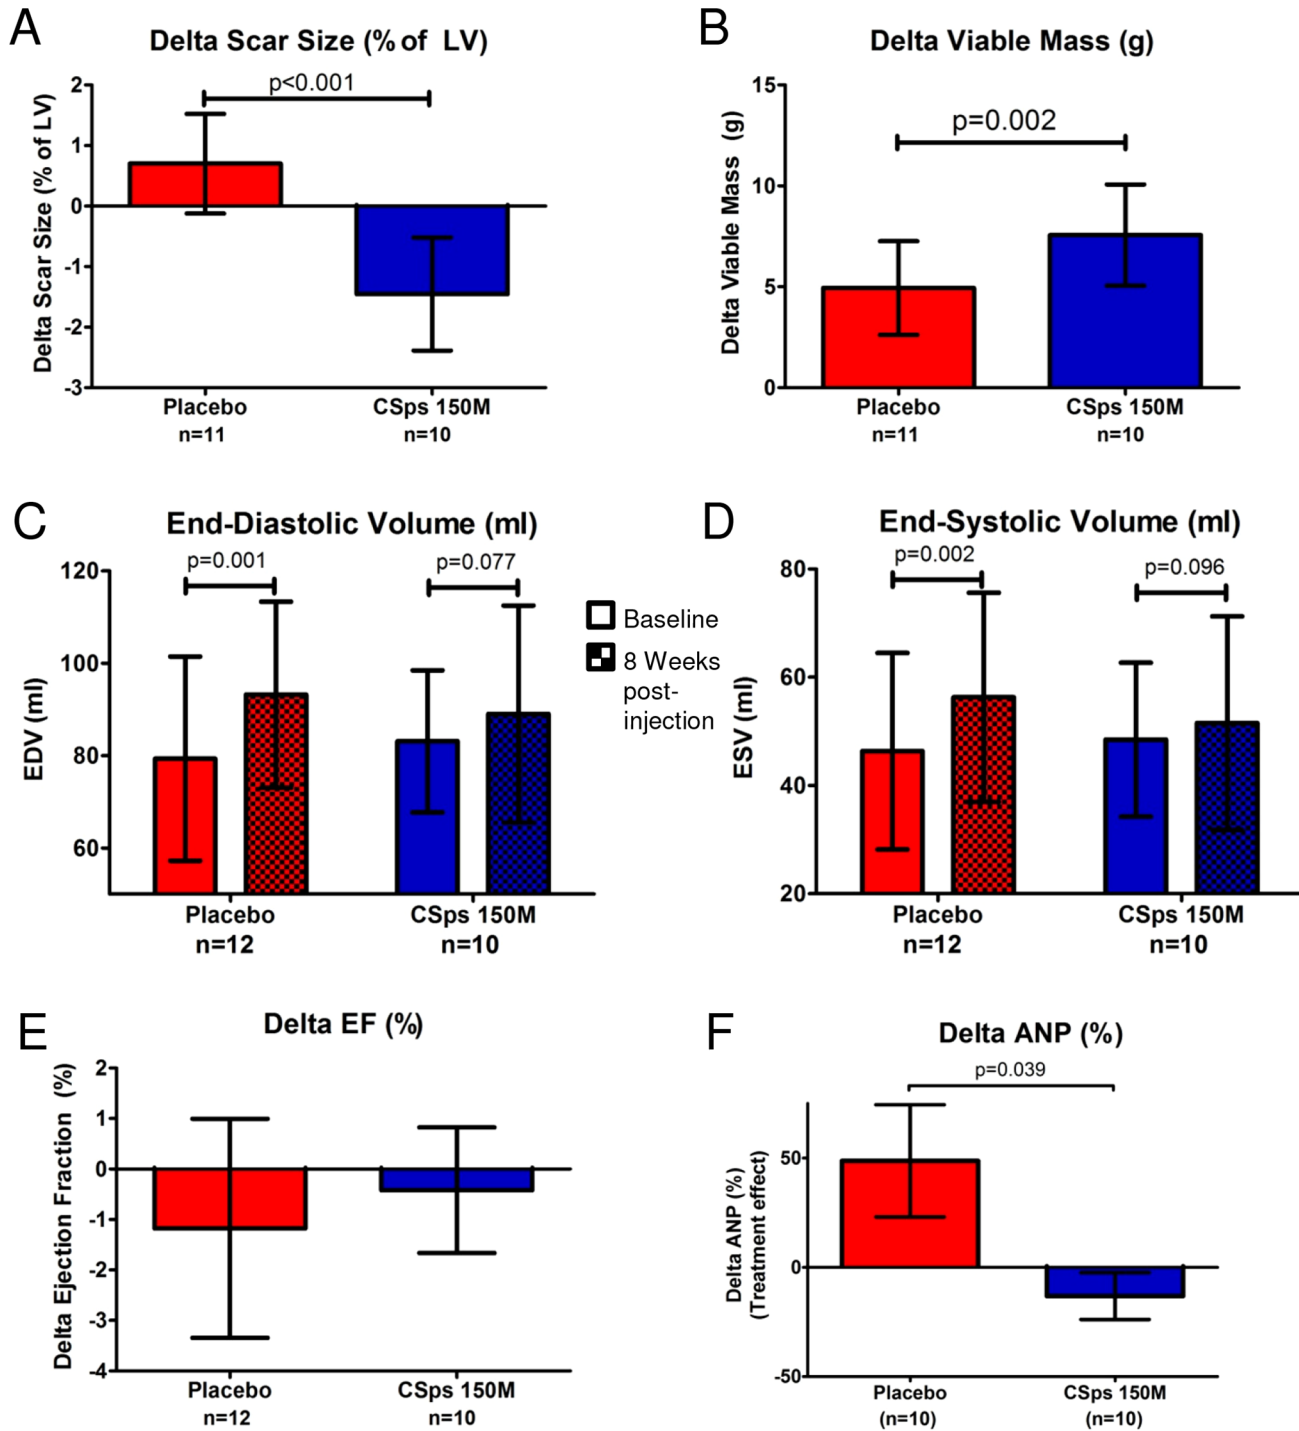 A
Delta Scar Size (% of LV)
p<0.001
Delta Scar Size (% of LV)
2
1
0
-1
-2
-3
Placebo
CSps 150M
n=11
n=10
B
Delta Viable Mass (g)
p=0.002
Delta Viable Mass (g)
15
10
5
0
Placebo
CSps 150M
n=11
n=10
C
End-Diastolic Volume (ml)
p=0.001
p=0.077
EDV (ml)
120
100
80
60
Placebo
CSps 150M
n=12
n=10
Baseline
8 Weeks
post-
injection
D
End-Systolic Volume (ml)
p=0.002
p=0.096
ESV (ml)
80
60
40
20
Placebo
CSps 150M
n=12
n=10
E
Delta EF (%)
Delta Ejection Fraction (%)
2
1
0
-1
-2
-3
-4
Placebo
CSps 150M
n=12
n=10
F
Delta ANP (%)
p=0.039
Delta ANP (%)
(Treatment effect)
50
0
-50
Placebo
CSps 150M
(n=10)
(n=10)